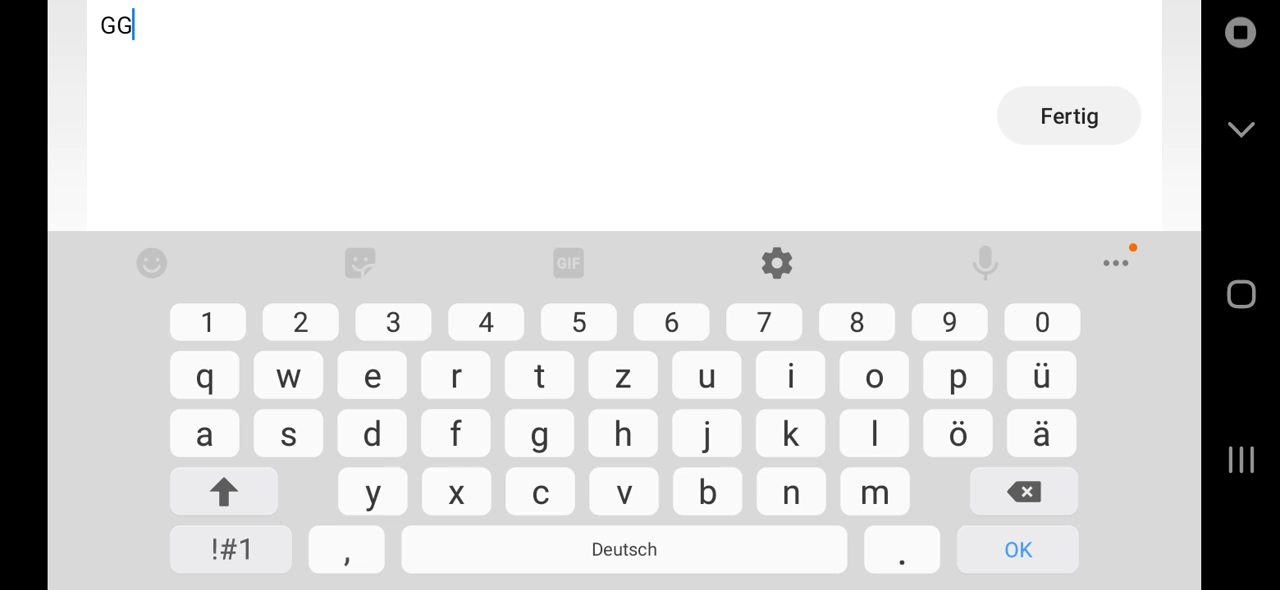 GG
Fertig
GIF
1 2 3 4 5 6 7 8 9 0
q w e r t z u i o p ü
a s d f g h j k l ö ä
y x c v b n m
!#1 , Deutsch . OK